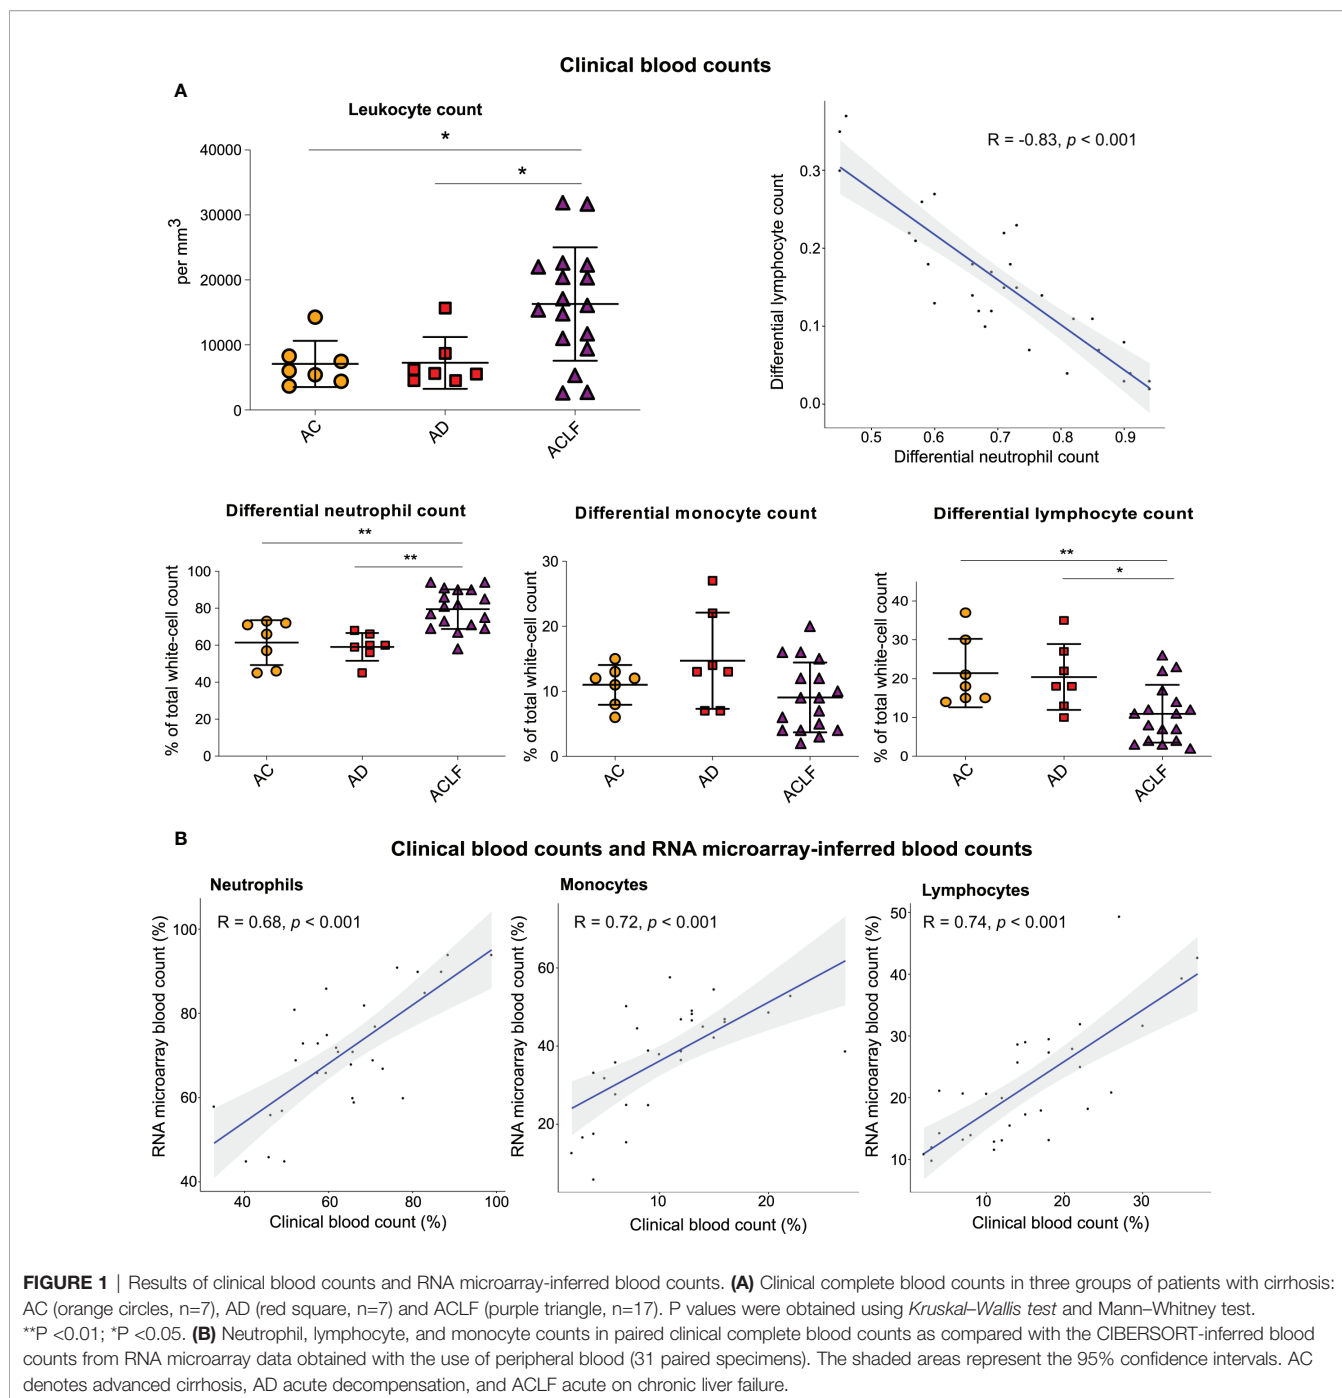 Clinical blood counts
A
Leukocyte count
*
*
40000
30000
20000
10000
0
per mm3
AC
AD
ACLF
R = -0.83, p < 0.001
0.3
0.2
0.1
0.0
Differential lymphocyte count
0.5 0.6 0.7 0.8 0.9
Differential neutrophil count
Differential neutrophil count
**
**
100
80
60
40
20
0
% of total white-cell count
AC
AD
ACLF
Differential monocyte count
30
20
10
0
% of total white-cell count
AC
AD
ACLF
Differential lymphocyte count
**
*
40
30
20
10
0
% of total white-cell count
AC
AD
ACLF
B
Clinical blood counts and RNA microarray-inferred blood counts
Neutrophils
R = 0.68, p < 0.001
100
80
60
40
RNA microarray blood count (%)
40 60 80 100
Clinical blood count (%)
Monocytes
R = 0.72, p < 0.001
60
40
20
RNA microarray blood count (%)
10 20
Clinical blood count (%)
Lymphocytes
R = 0.74, p < 0.001
50
40
30
20
10
RNA microarray blood count (%)
10 20 30
Clinical blood count (%)
FIGURE 1 | Results of clinical blood counts and RNA microarray-inferred blood counts. (A) Clinical complete blood counts in three groups of patients with cirrhosis:
AC (orange circles, n=7), AD (red square, n=7) and ACLF (purple triangle, n=17). P values were obtained using Kruskal–Wallis test and Mann–Whitney test.
**P <0.01; *P <0.05. (B) Neutrophil, lymphocyte, and monocyte counts in paired clinical complete blood counts as compared with the CIBERSORT-inferred blood
counts from RNA microarray data obtained with the use of peripheral blood (31 paired specimens). The shaded areas represent the 95% confidence intervals. AC
denotes advanced cirrhosis, AD acute decompensation, and ACLF acute on chronic liver failure.